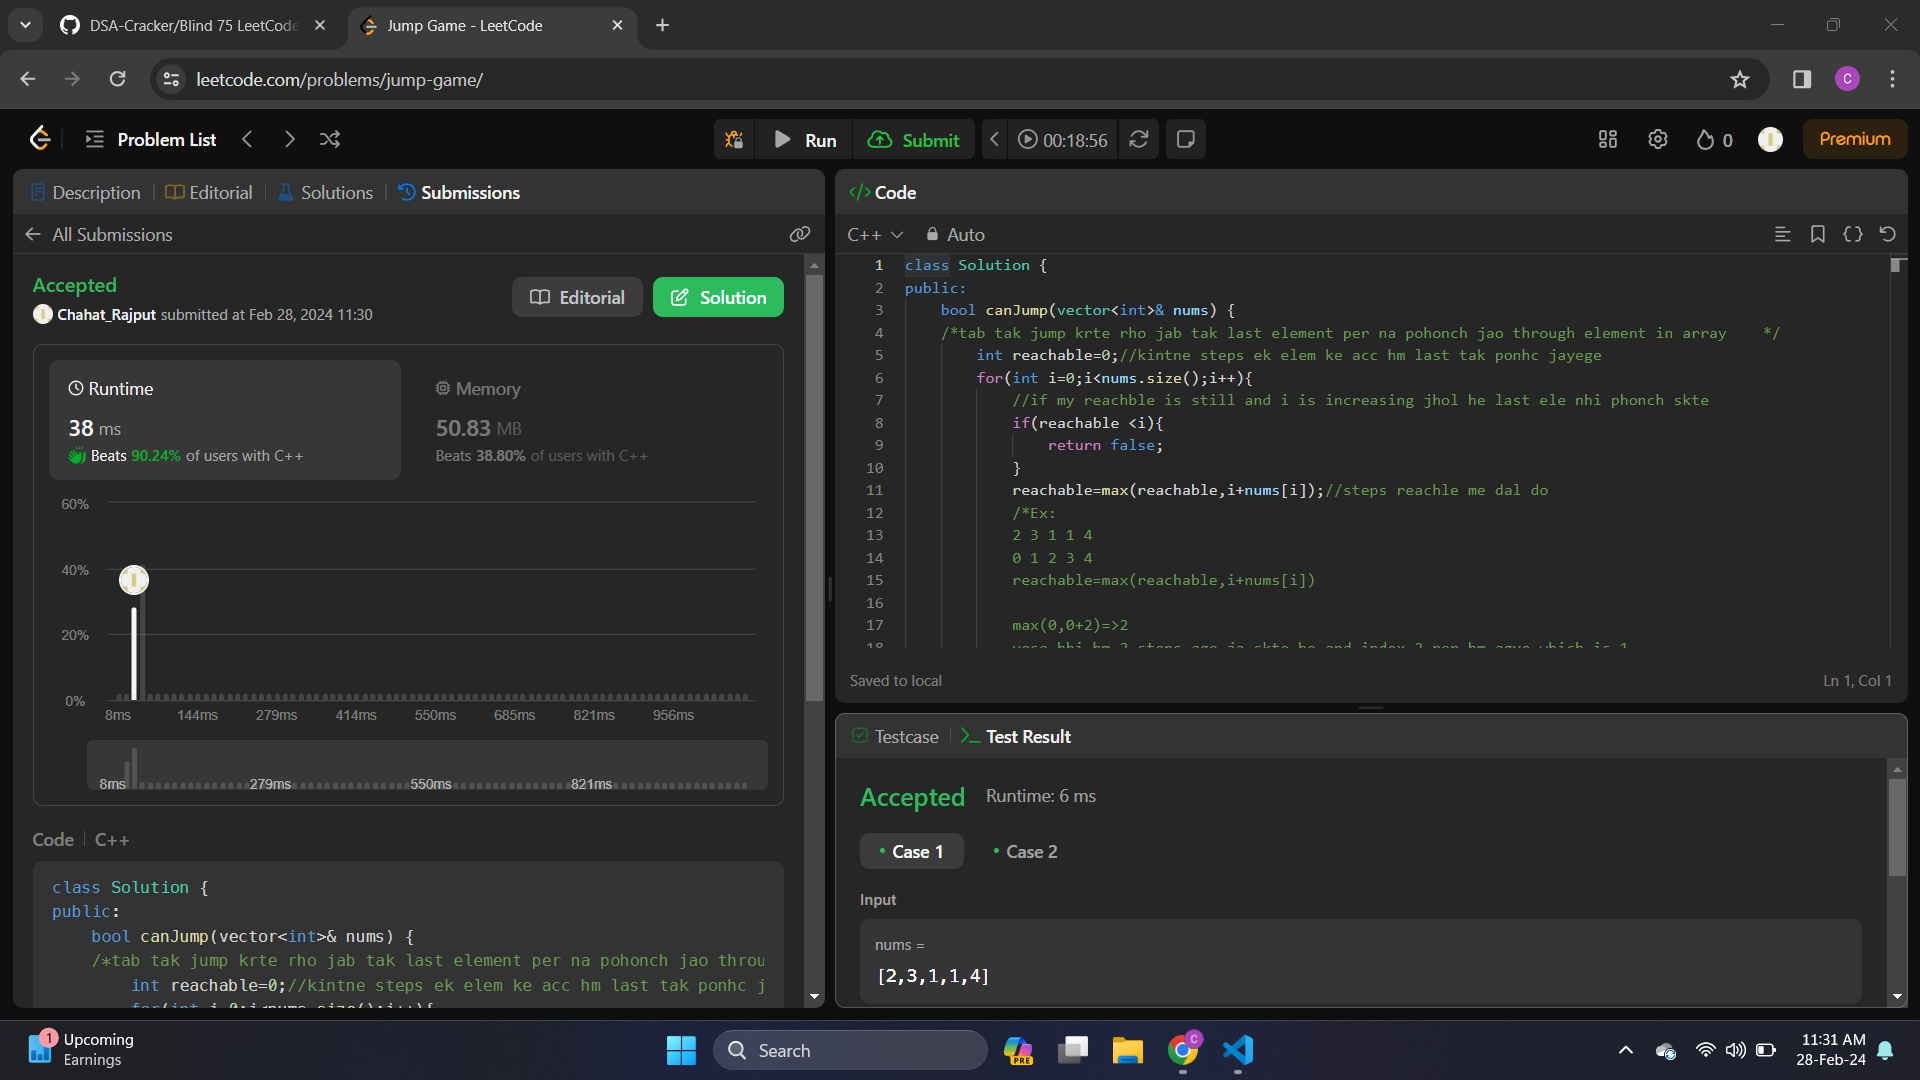 DSA-Cracker/Blind 75 LeetCode
Jump Game - LeetCode
leetcode.com/problems/jump-game/
C
Problem List
Run
Submit
00:18:56
0
Premium
Description
Editorial
Solutions
Submissions
All Submissions
Accepted
Editorial
Solution
Chahat_Rajput submitted at Feb 28, 2024 11:30
Runtime
38 ms
Beats 90.24% of users with C++
Memory
50.83 MB
Beats 38.80% of users with C++
60%
40%
20%
0%
8ms 144ms 279ms 414ms 550ms 685ms 821ms 956ms
8ms 279ms 550ms 821ms
Code C++
class Solution {
public:
bool canJump(vector<int>& nums) {
/*tab tak jump krte rho jab tak last element per na pohonch jao throu
int reachable=0;//kintne steps ek elem ke acc hm last tak ponhc j
</> Code
C++
Auto
1 class Solution {
2 public:
3 bool canJump(vector<int>& nums) {
4 /*tab tak jump krte rho jab tak last element per na pohonch jao through element in array */
5 int reachable=0;//kintne steps ek elem ke acc hm last tak ponhc jayege
6 for(int i=0;i<nums.size();i++){
7 //if my reachble is still and i is increasing jhol he last ele nhi phonch skte
8 if(reachable <i){
9 return false;
10 }
11 reachable=max(reachable,i+nums[i]);//steps reachle me dal do
12 /*Ex:
13 2 3 1 1 4
14 0 1 2 3 4
15 reachable=max(reachable,i+nums[i])
16
17 max(0,0+2)=>2
Saved to local
Ln 1, Col 1
Testcase
Test Result
Accepted Runtime: 6 ms
Case 1
Case 2
Input
nums =
[2,3,1,1,4]
1
Upcoming
Earnings
Search
PRE
C
11:31 AM
28-Feb-24